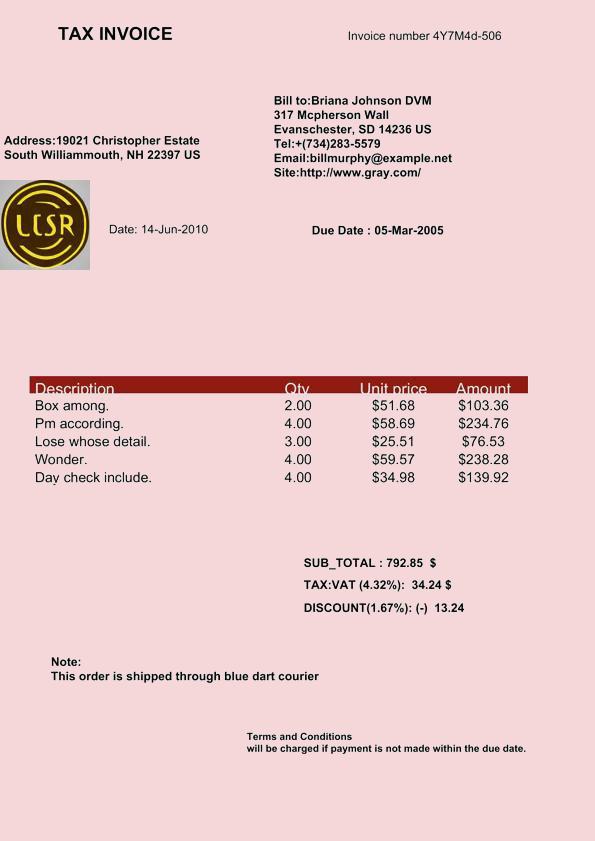 TAX INVOICE
Invoice number 4Y7M4d-506
Bill to:Briana Johnson DVM
317 Mcpherson Wall
Evanschester, SD 14236 US
Tel:+(734)283-5579
Email:billmurphy@example.net
Site:http://www.gray.com/
Address:19021 Christopher Estate
South Williammouth, NH 22397 US
LCSR
Date: 14-Jun-2010
Due Date : 05-Mar-2005
Description Qty Unit price Amount
Box among. 2.00 $51.68 $103.36
Pm according. 4.00 $58.69 $234.76
Lose whose detail. 3.00 $25.51 $76.53
Wonder. 4.00 $59.57 $238.28
Day check include. 4.00 $34.98 $139.92
SUB_TOTAL : 792.85 $
TAX:VAT (4.32%): 34.24 $
DISCOUNT(1.67%): (-) 13.24
Note:
This order is shipped through blue dart courier
Terms and Conditions
will be charged if payment is not made within the due date.